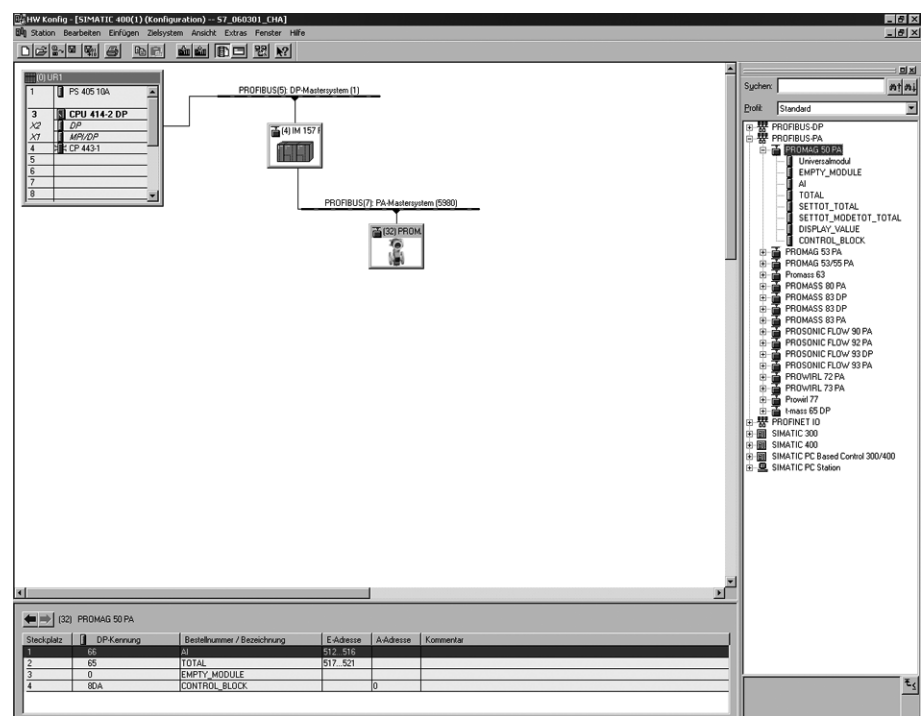 HW Konfig - [SIMATIC 400(1) (Konfiguration) -- S7_060301_CHA]
Station Bearbeiten Einfügen Zielsystem Ansicht Extras Fenster Hilfe
(0) UR1
1 PS 405 10A
3 CPU 414-2 DP
X2 DP
X1 MPI/DP
4 CP 443-1
5
6
7
8
PROFIBUS(5): DP-Mastersystem (1)
(4) IM 157
PROFIBUS(7): PA-Mastersystem (5980)
(32) PROM
Suchen:
Profil: Standard
PROFIBUS-DP
PROFIBUS-PA
PROMAG 50 PA
Universalmodul
EMPTY_MODULE
AI
TOTAL
SETTOT_TOTAL
SETTOT_MODETOT_TOTAL
DISPLAY_VALUE
CONTROL_BLOCK
PROMAG 53 PA
PROMAG 53/55 PA
Promass 63
PROMASS 80 PA
PROMASS 83 DP
PROMASS 83 DP
PROMASS 83 PA
PROSONIC FLOW 90 PA
PROSONIC FLOW 92 PA
PROSONIC FLOW 93 DP
PROSONIC FLOW 93 PA
PROWIRL 72 PA
PROWIRL 73 PA
Prowirl 77
t-mass 65 DP
PROFINET IO
SIMATIC 300
SIMATIC 400
SIMATIC PC Based Control 300/400
SIMATIC PC Station
(32) PROMAG 50 PA
Steckplatz DP-Kennung Bestellnummer / Bezeichnung E-Adresse A-Adresse Kommentar
1 66 AI 512...516
2 65 TOTAL 517...521
3 0 EMPTY_MODULE
4 8DA CONTROL_BLOCK 0